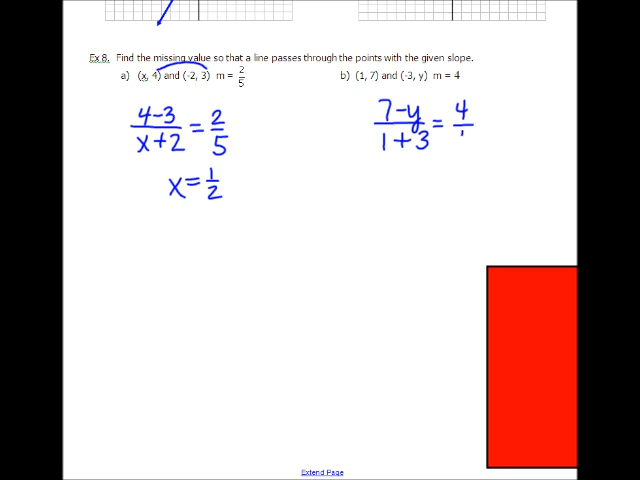 Ex 8. Find the missing value so that a line passes through the points with the given slope.
a) (x, 4) and (-2, 3) m = 2/5
b) (1, 7) and (-3, y) m = 4
4-3/x+2 = 2/5
x = 1/2
7-y/1+3 = 4/1
Extend Page